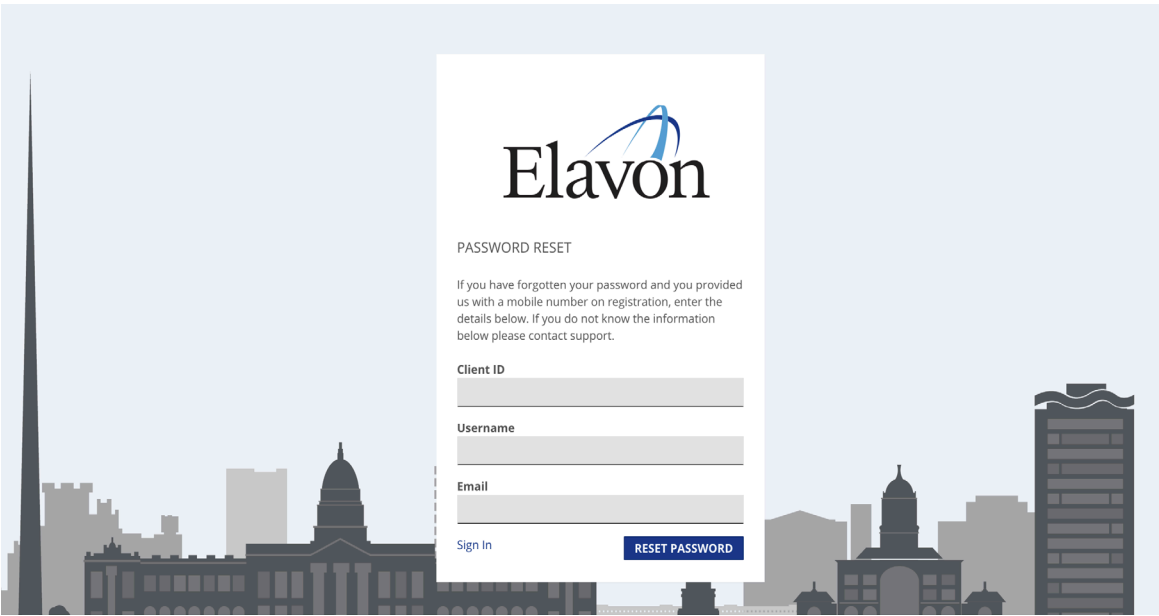 Elavon
PASSWORD RESET
If you have forgotten your password and you provided
us with a mobile number on registration, enter the
details below. If you do not know the information
below please contact support.
Client ID
Username
Email
Sign In
RESET PASSWORD